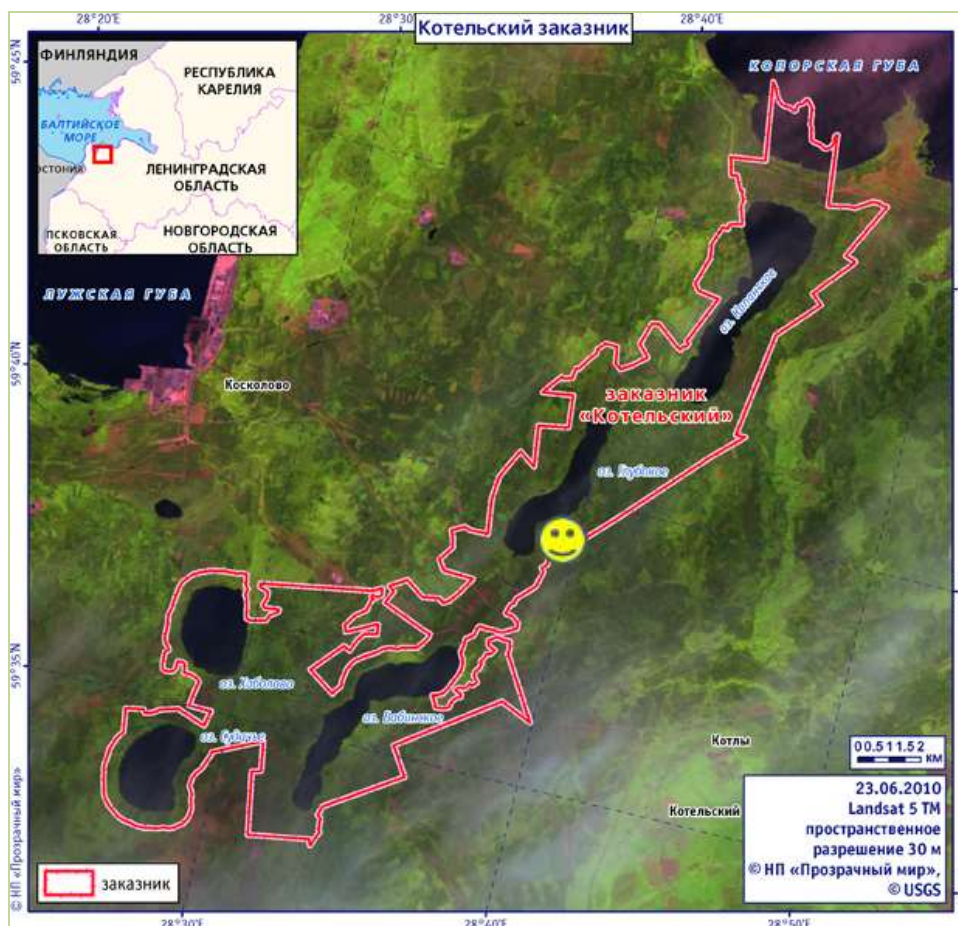 28°20'E
28°30'E
28°40'E
Котельский заказник
59°45'N
59°40'N
59°35'N
ФИНЛЯНДИЯ
РЕСПУБЛИКА
КАРЕЛИЯ
БАЛТИЙСКОЕ
МОРЕ
ЭСТОНИЯ
ЛЕНИНГРАДСКАЯ
ОБЛАСТЬ
ПСКОВСКАЯ
ОБЛАСТЬ
НОВГОРОДСКАЯ
ОБЛАСТЬ
КОПОРСКАЯ ГУБА
ЛУЖСКАЯ ГУБА
оз. Копанское
Косколово
заказник
«Котельский»
оз. Глубокое
оз. Хаболово
оз. Бабинское
оз. Судачье
Котлы
Котельский
0 0.5 1 1.5 2
КМ
23.06.2010
Landsat 5 TM
пространственное
разрешение 30 м
© НП «Прозрачный мир»,
© USGS
заказник
© НП «Прозрачный мир»
28°30'E
28°40'E
28°50'E